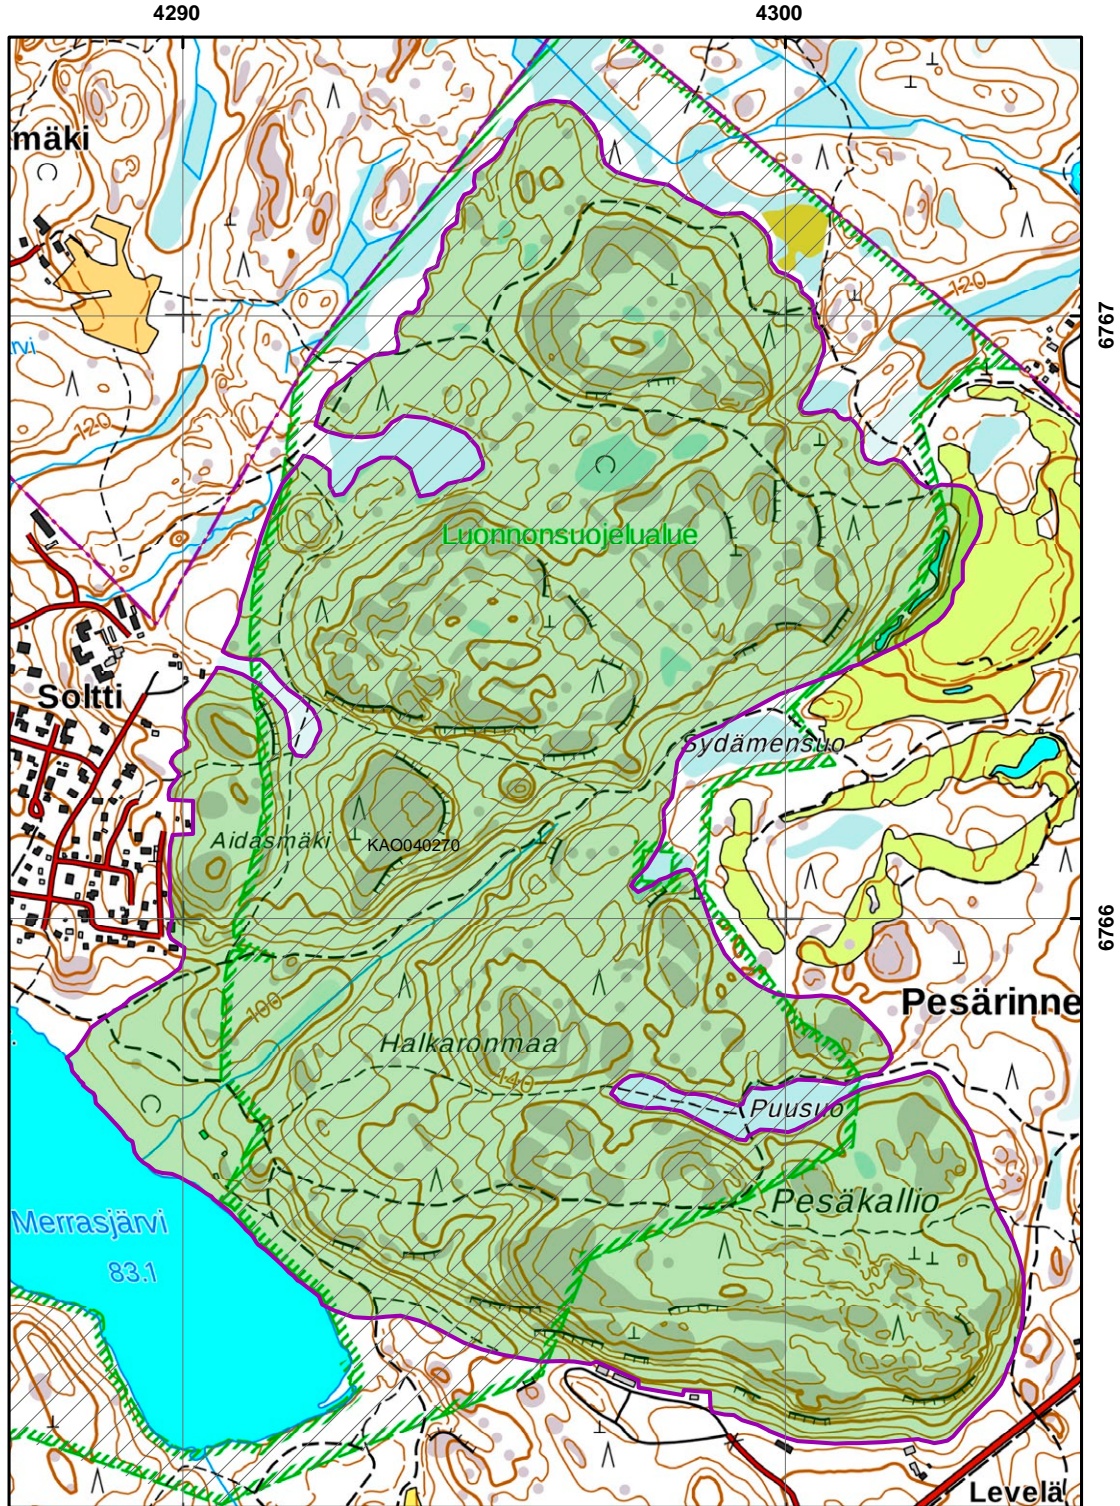 4290
4300
mäki
120
6767
rvi
120
Luonnonsuojelualue
Soltti
Sydämensuo
Aidasmäki
KAO040270
6766
100
Pesärinne
Halkaronmaa
140
Puusuo
Pesäkallio
Merrasjärvi
83.1
Levelä